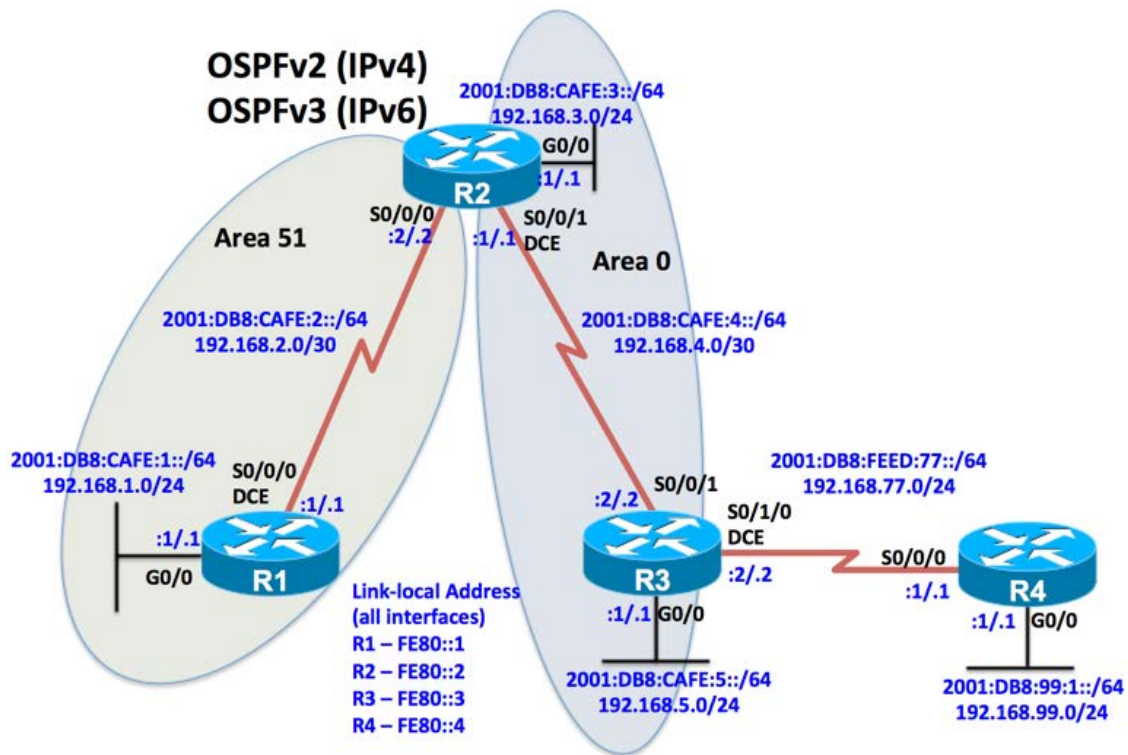 OSPFv2 (IPv4)
OSPFv3 (IPv6)
2001:DB8:CAFE:3::/64
192.168.3.0/24
G0/0
:1/.1
R2
S0/0/0
:2/.2
:1/.1
S0/0/1
DCE
Area 51
Area 0
2001:DB8:CAFE:2::/64
192.168.2.0/30
2001:DB8:CAFE:4::/64
192.168.4.0/30
2001:DB8:CAFE:1::/64
192.168.1.0/24
S0/0/0
DCE
:1/.1
:1/.1
G0/0
R1
2001:DB8:FEED:77::/64
192.168.77.0/24
:2/.2
S0/0/1
S0/1/0
DCE
:2/.2
R3
:1/.1
G0/0
S0/0/0
:1/.1
R4
:1/.1
G0/0
Link-local Address
(all interfaces)
R1 – FE80::1
R2 – FE80::2
R3 – FE80::3
R4 – FE80::4
2001:DB8:CAFE:5::/64
192.168.5.0/24
2001:DB8:99:1::/64
192.168.99.0/24